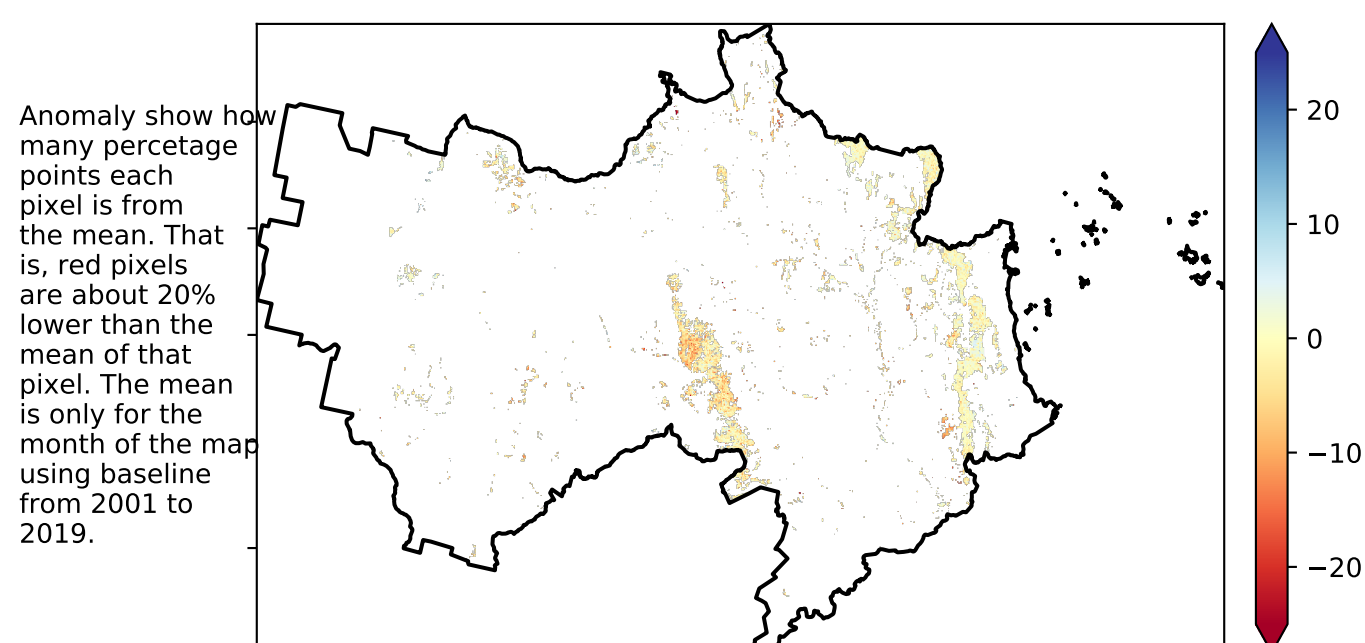 Anomaly show how
many percetage
points each
pixel is from
the mean. That
is, red pixels
are about 20%
lower than the
mean of that
pixel. The mean
is only for the
month of the map
using baseline
from 2001 to
2019.
20
10
0
−10
−20